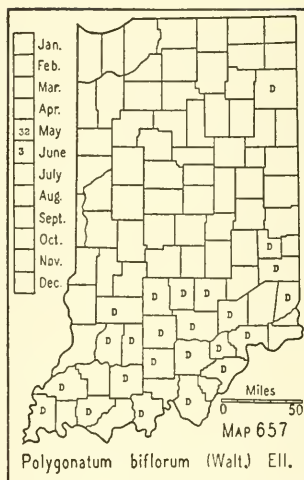 Jan.
Feb.
Mar.
Apr.
32 May
3 June
July
Aug.
Sept.
Oct.
Nov.
Dec.
D
D
D
D D D D
D D
D
D D D D D
D D
D
D
D
D
D D D
Miles
0 50
MAP 657
Polygonatum biflorum (Walt.) Ell.